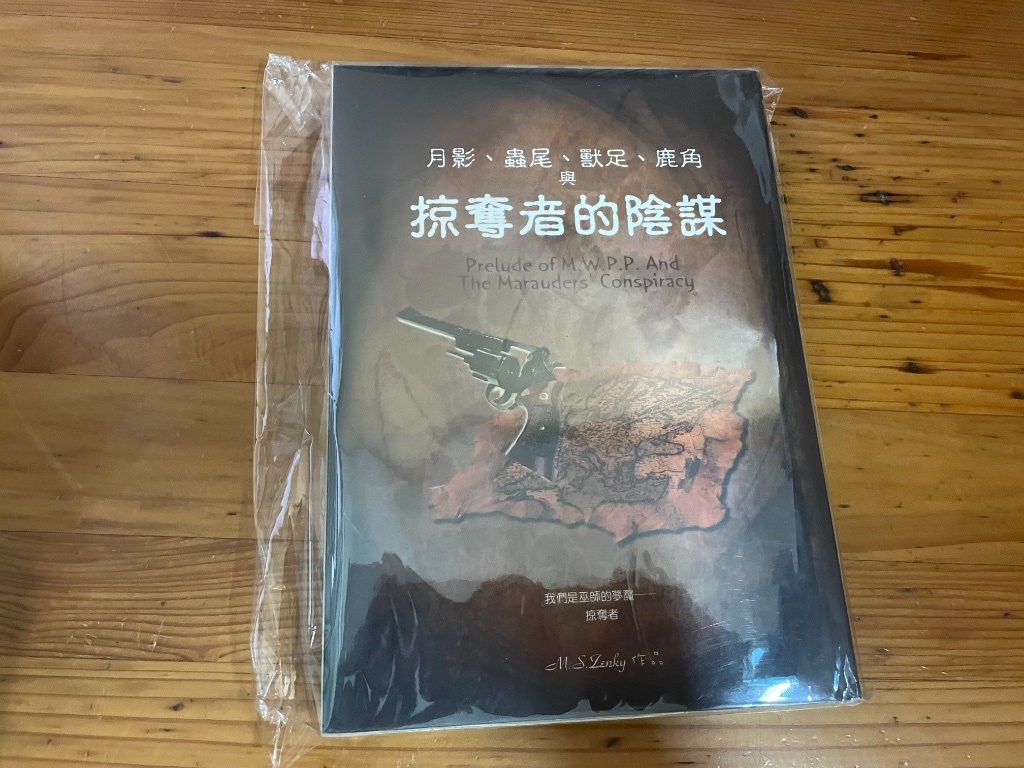 月影、蟲尾、獸足、鹿角
與
掠奪者的陰謀
Prelude of M.W.P.P. And
The Marauders' Conspiracy
我們是巫師的夢魘——
掠奪者
M.S.Zenky 作品